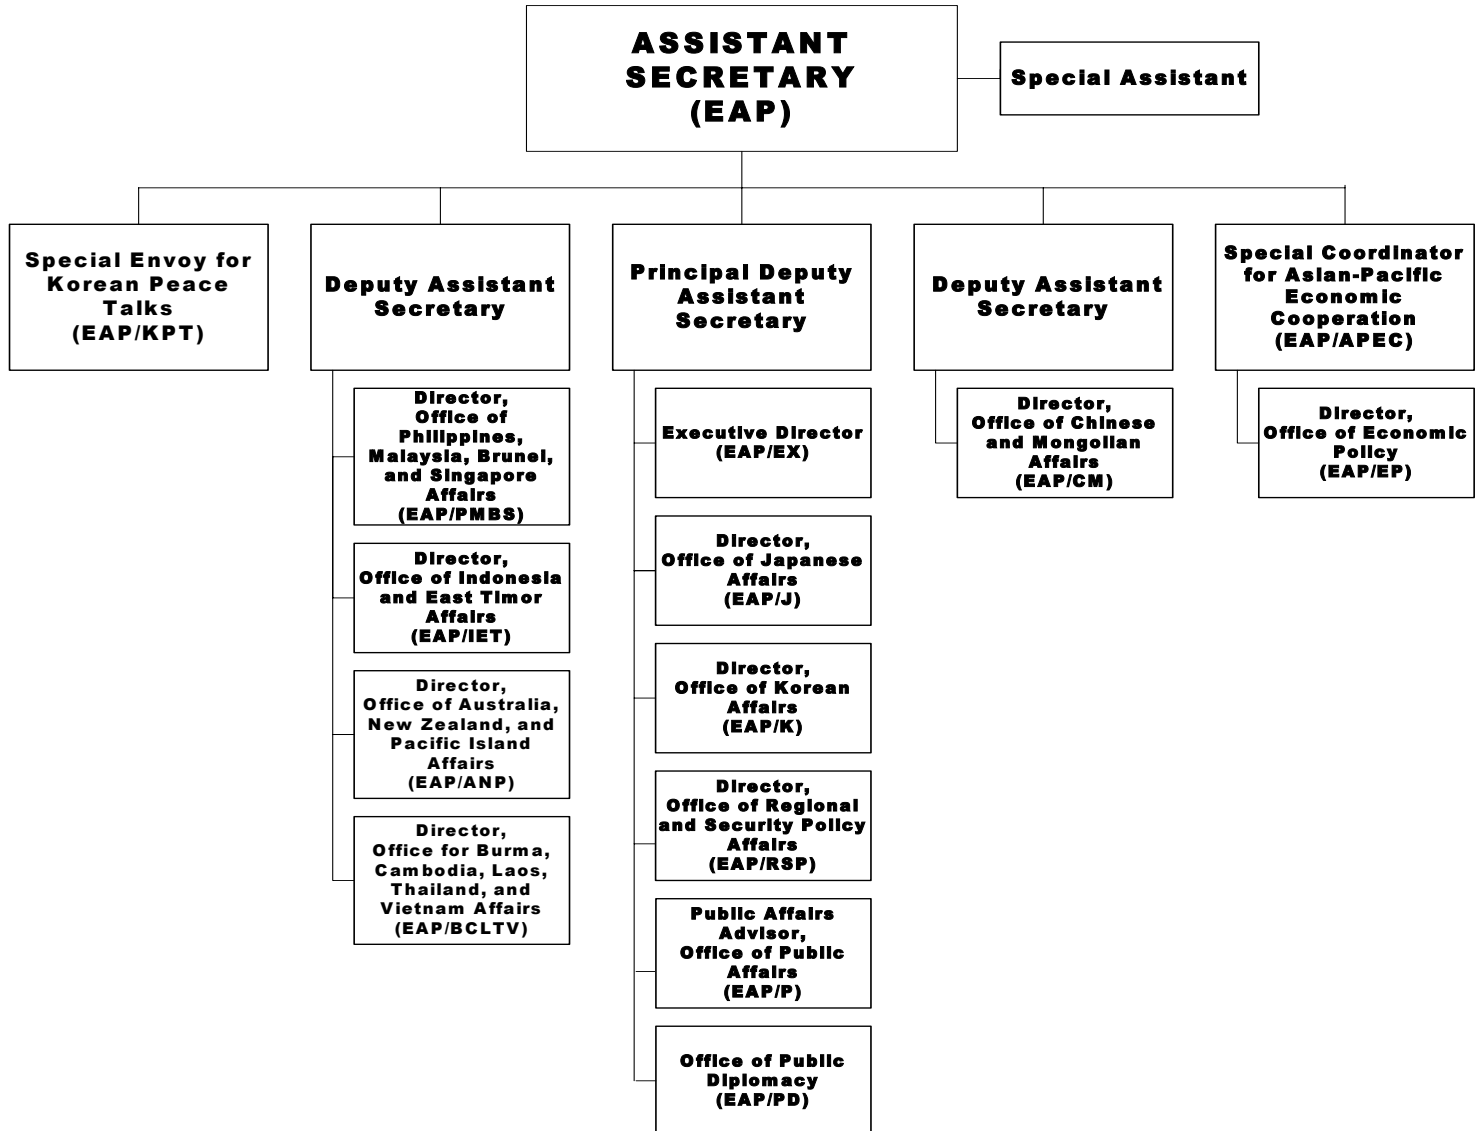 ASSISTANT
SECRETARY
(EAP)
Special Assistant
Special Envoy for
Korean Peace
Talks
(EAP/KPT)
Deputy Assistant
Secretary
Principal Deputy
Assistant
Secretary
Deputy Assistant
Secretary
Special Coordinator
for Asian-Pacific
Economic
Cooperation
(EAP/APEC)
Director,
Office of
Philippines,
Malaysia, Brunei,
and Singapore
Affairs
(EAP/PMBS)
Director,
Office of Indonesia
and East Timor
Affairs
(EAP/IET)
Director,
Office of Australia,
New Zealand, and
Pacific Island
Affairs
(EAP/ANP)
Director,
Office for Burma,
Cambodia, Laos,
Thailand, and
Vietnam Affairs
(EAP/BCLTV)
Executive Director
(EAP/EX)
Director,
Office of Japanese
Affairs
(EAP/J)
Director,
Office of Korean
Affairs
(EAP/K)
Director,
Office of Regional
and Security Policy
Affairs
(EAP/RSP)
Public Affairs
Advisor,
Office of Public
Affairs
(EAP/P)
Office of Public
Diplomacy
(EAP/PD)
Director,
Office of Chinese
and Mongolian
Affairs
(EAP/CM)
Director,
Office of Economic
Policy
(EAP/EP)